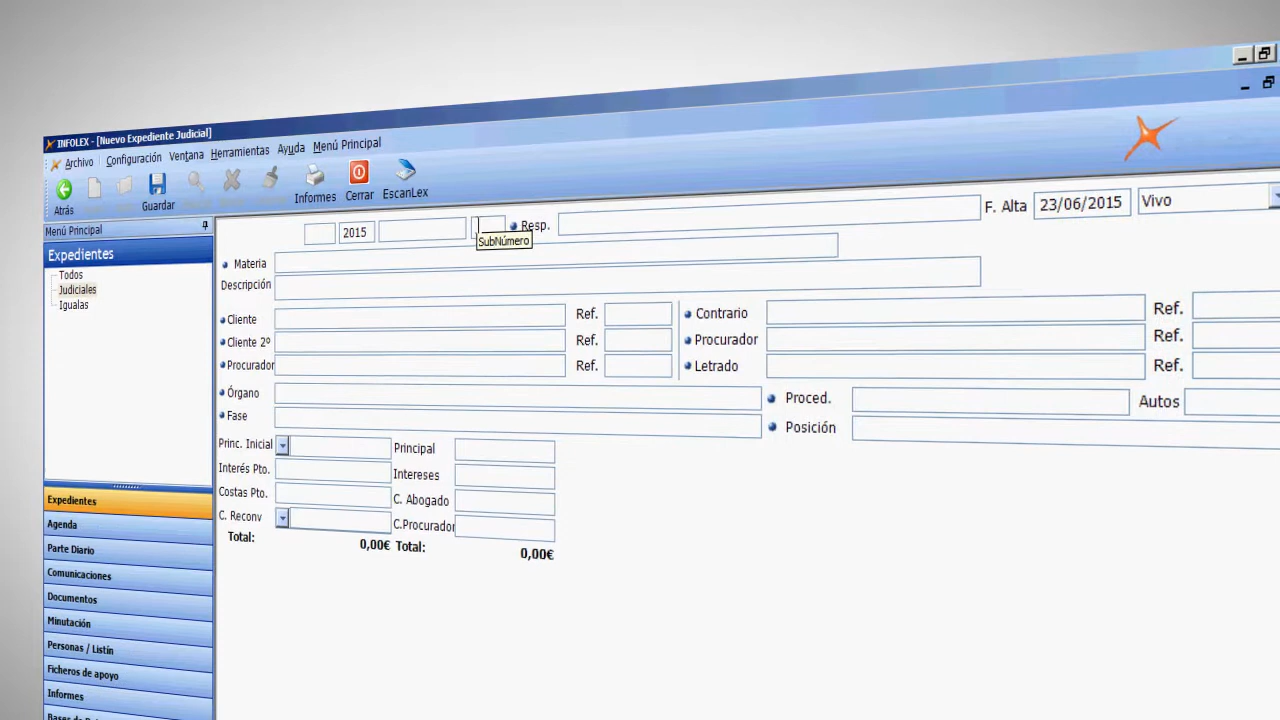 INFOLEX - [Nuevo Expediente Judicial]
Archivo Configuración Ventana Herramientas Ayuda Menú Principal
Atrás Guardar Informes Cerrar EscanLex
Menú Principal
Expedientes
Todos
Judiciales
Igualas
Expedientes
Agenda
Parte Diario
Comunicaciones
Documentos
Minutación
Personas / Listín
Ficheros de apoyo
Informes
2015 Resp. F. Alta 23/06/2015 Vivo
SubNúmero
Materia
Descripción
Cliente Ref. Contrario Ref.
Cliente 2º Ref. Procurador Ref.
Procurador Ref. Letrado Ref.
Órgano Proced. Autos
Fase Posición
Princ. Inicial Principal
Interés Pto. Intereses
Costas Pto. C. Abogado
C. Reconv C.Procurador
Total: 0,00€ Total: 0,00€